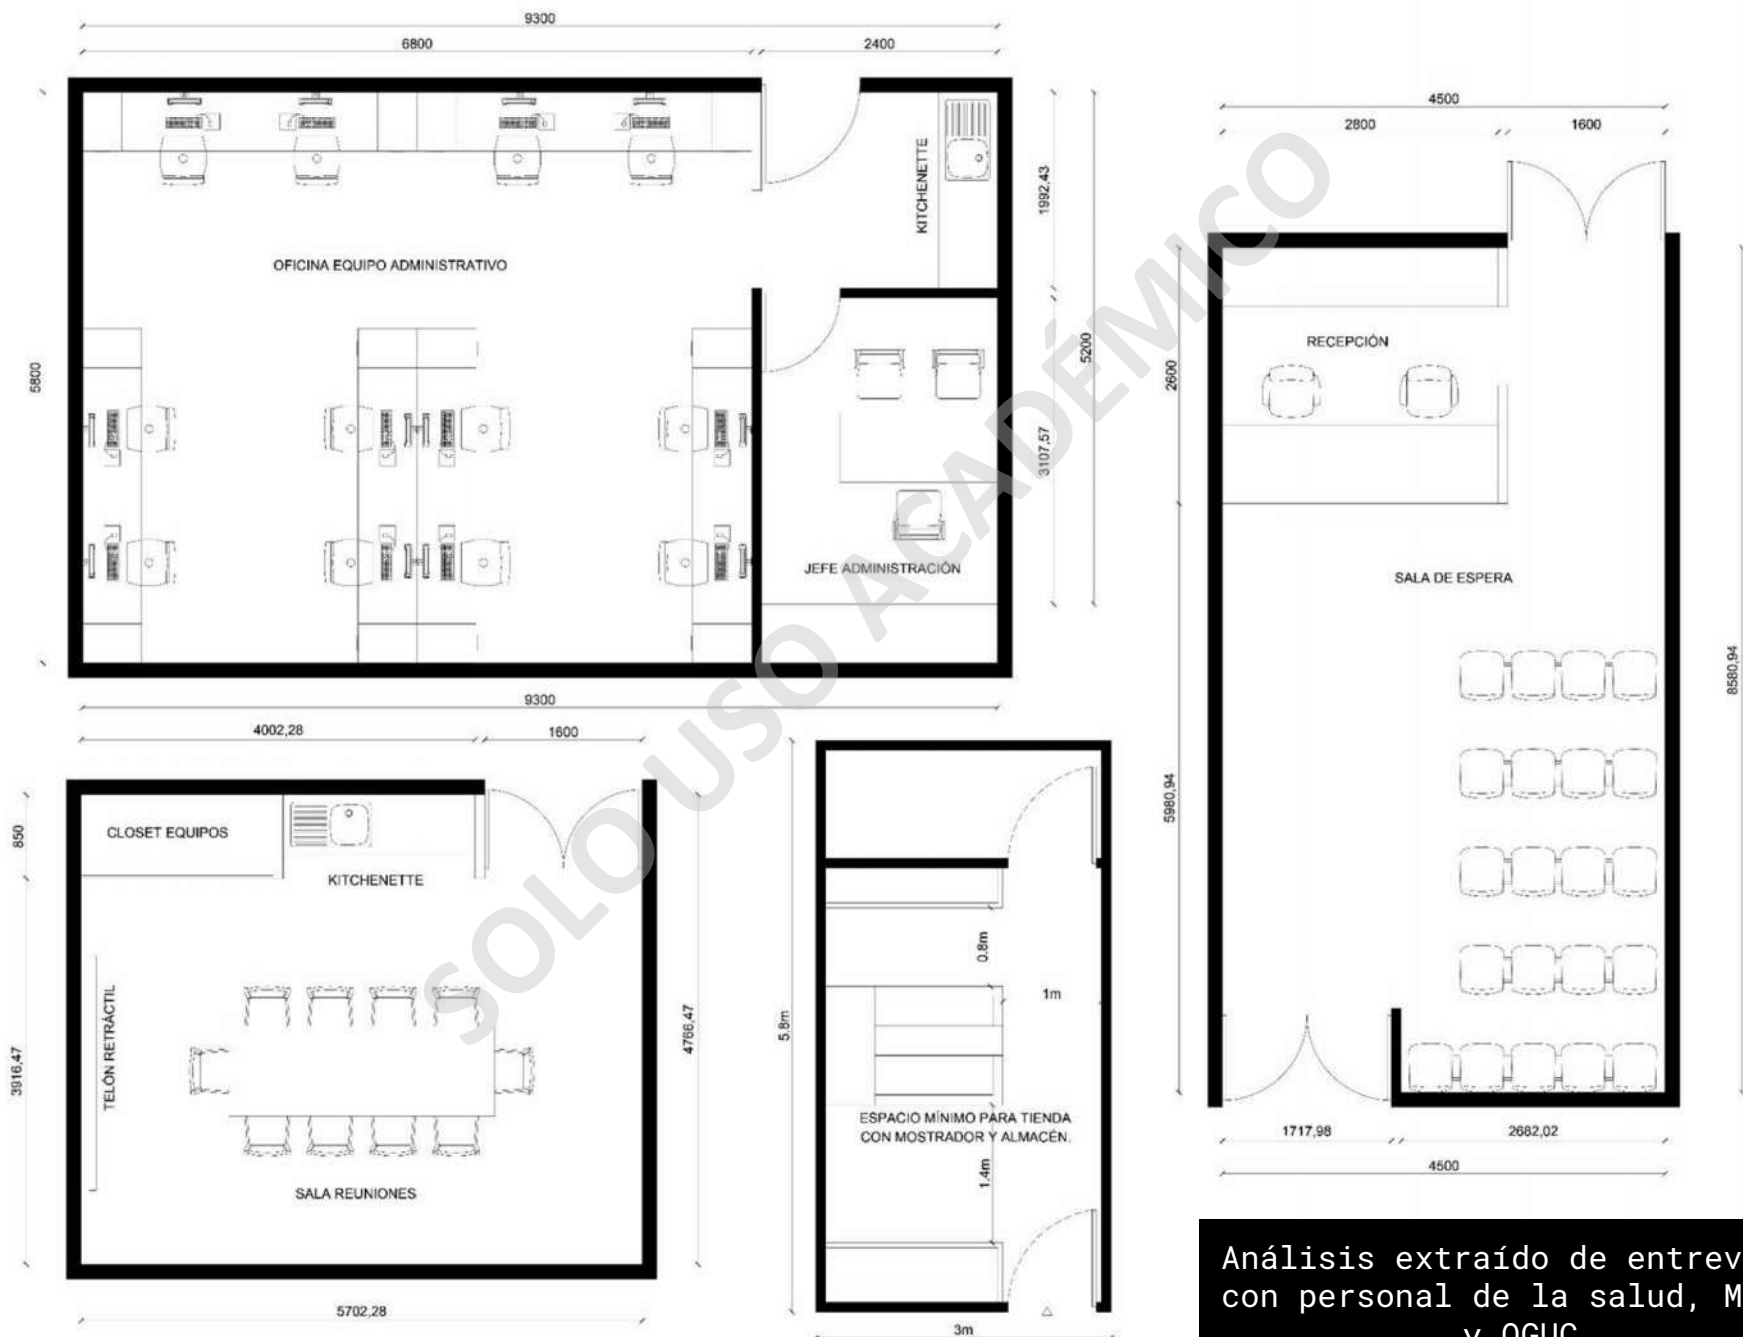 9300
6800
2400
5800
OFICINA EQUIPO ADMINISTRATIVO
KITCHENETTE
1992,43
5200
3107,57
JEFE ADMINISTRACIÓN
9300
4500
2800
1600
2600
RECEPCIÓN
SALA DE ESPERA
5980,94
8580,94
1717,98
2682,02
4500
4002,28
1600
850
CLOSET EQUIPOS
KITCHENETTE
TELÓN RETRÁCTIL
3916,47
4766,47
SALA REUNIONES
5702,28
5.8m
0.8m
1m
ESPACIO MÍNIMO PARA TIENDA
CON MOSTRADOR Y ALMACÉN.
1.4m
3m
SOLO USO ACADÉMICO
Análisis extraído de entrev
con personal de la salud, M
y OGUC